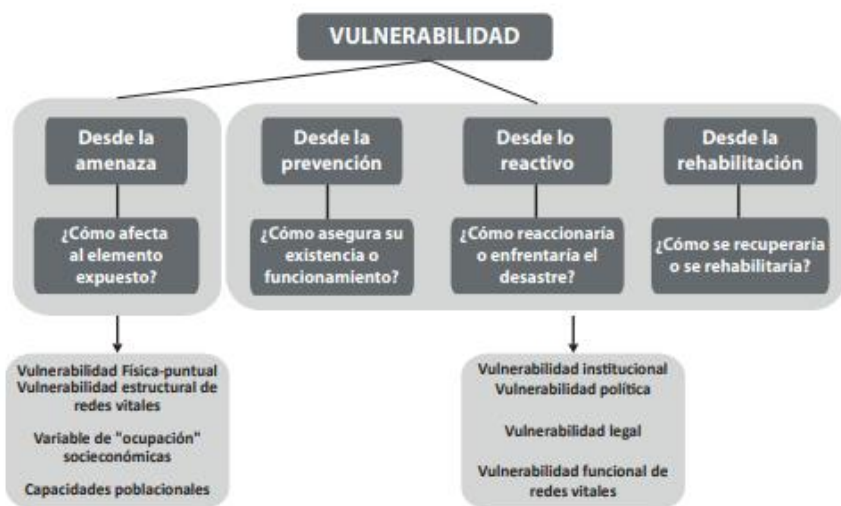 VULNERABILIDAD
Desde la
amenaza
Desde la
prevención
Desde lo
reactivo
Desde la
rehabilitación
¿Cómo afecta
al elemento
expuesto?
¿Cómo asegura su
existencia o
funcionamiento?
¿Cómo reaccionaría
o enfrentaría el
desastre?
¿Cómo se recuperaría
o se rehabilitaría?
Vulnerabilidad Física-puntual
Vulnerabilidad estructural de
redes vitales
Variable de "ocupación"
socieconómicas
Capacidades poblacionales
Vulnerabilidad institucional
Vulnerabilidad política
Vulnerabilidad legal
Vulnerabilidad funcional de
redes vitales